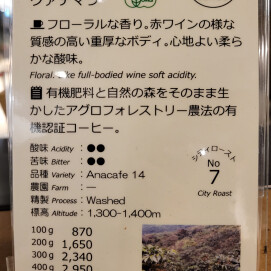 グアテマラ
フローラルな香り。赤ワインの様な
質感の高い重厚なボディ。心地よい柔ら
かな酸味。
Floral. Like full-bodied wine soft acidity.
有機肥料と自然の森をそのまま生
かしたアグロフォレストリー農法の有
機認証コーヒー。
酸味 Acidity : ●●
苦味 Bitter : ●●
品種 Variety : Anacafe 14
農園 Farm : —
精製 Process : Washed
標高 Altitude : 1,300-1,400m
シティロースト
No
7
City Roast
100g 870
200g 1,650
300g 2,340
400g 2,950